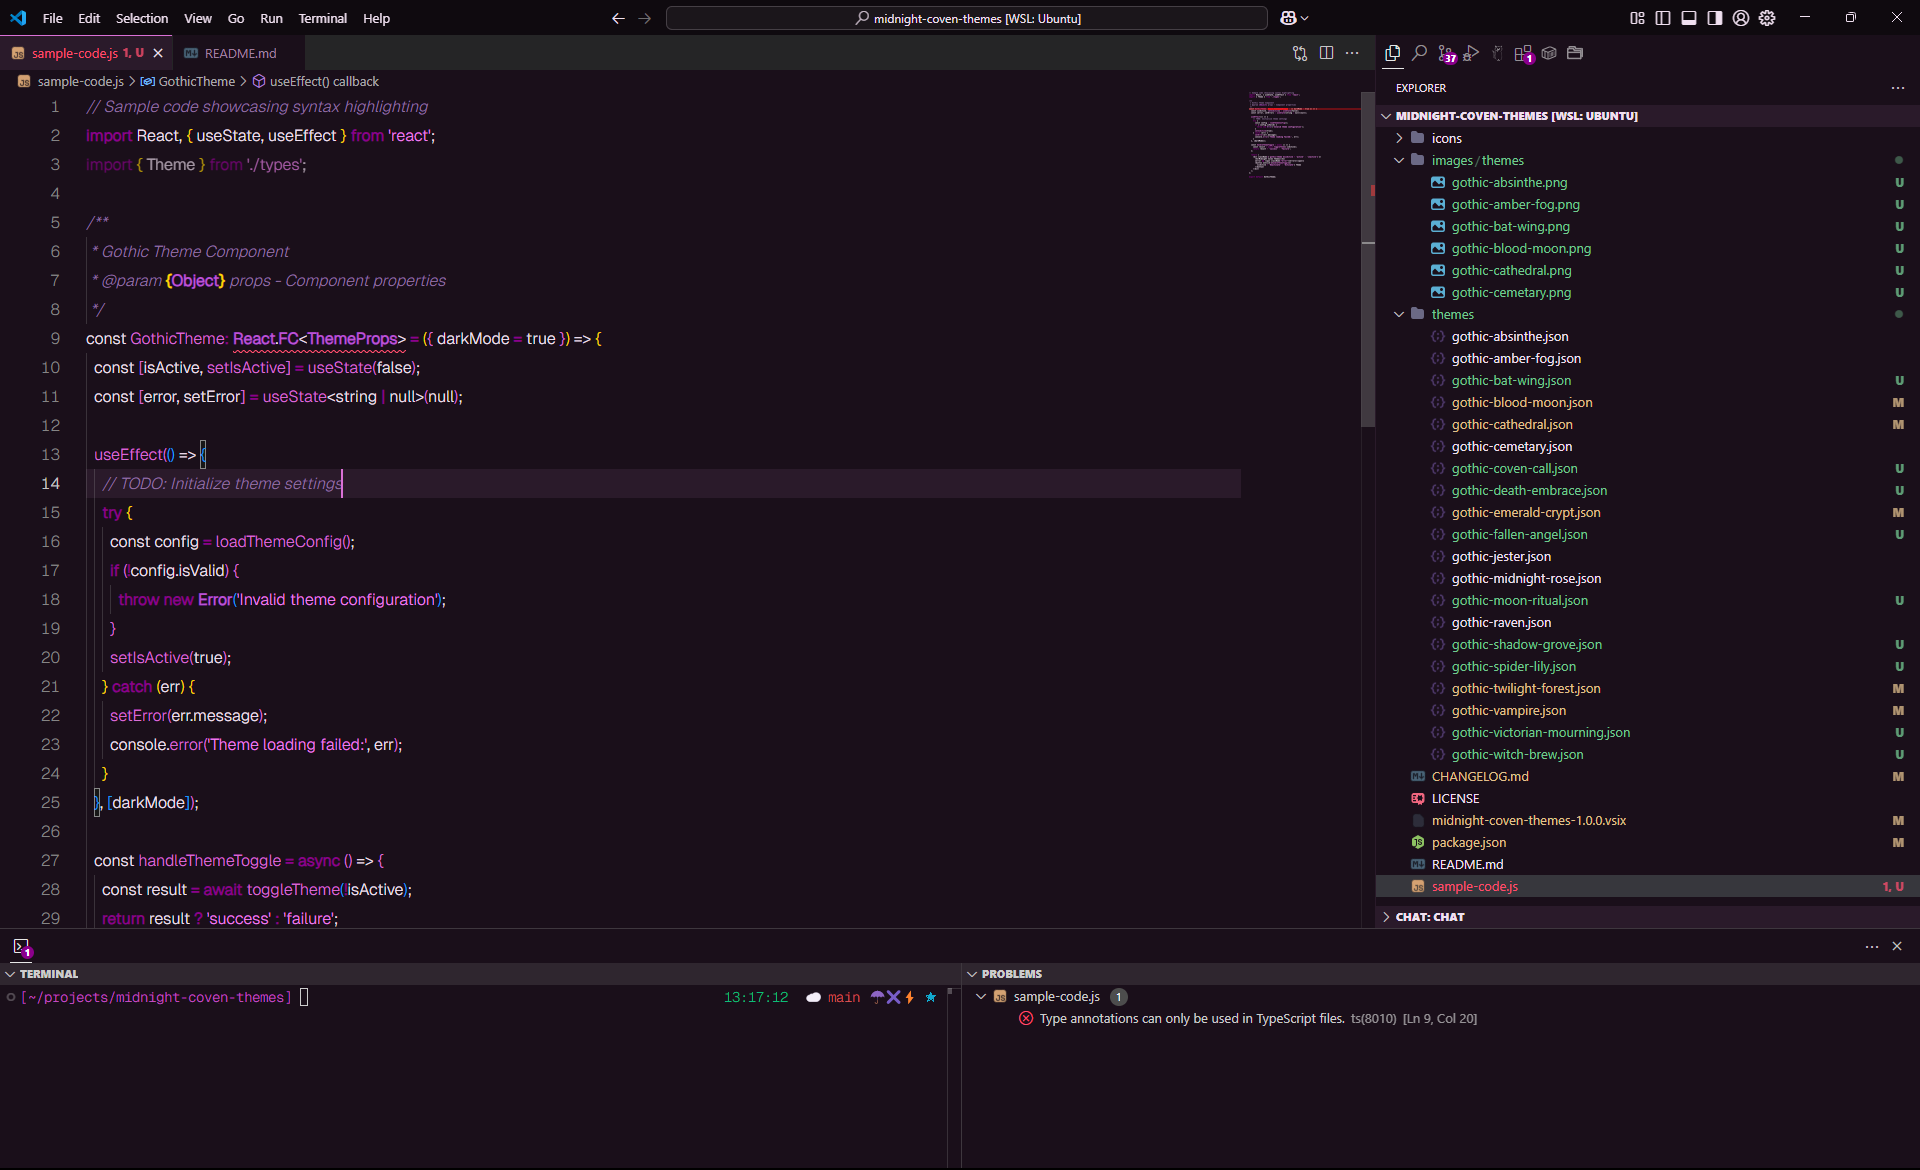 File Edit Selection View Go Run Terminal Help
midnight-coven-themes [WSL: Ubuntu]
sample-code.js 1, U
README.md
sample-code.js > GothicTheme > useEffect() callback
1 // Sample code showcasing syntax highlighting
2 import React, { useState, useEffect } from 'react';
3 import { Theme } from './types';
4
5 /**
6 * Gothic Theme Component
7 * @param {Object} props - Component properties
8 */
9 const GothicTheme: React.FC<ThemeProps> = ({ darkMode = true }) => {
10 const [isActive, setIsActive] = useState(false);
11 const [error, setError] = useState<string | null>(null);
12
13 useEffect(() => {
14 // TODO: Initialize theme settings
15 try {
16 const config = loadThemeConfig();
17 if (!config.isValid) {
18 throw new Error('Invalid theme configuration');
19 }
20 setIsActive(true);
21 } catch (err) {
22 setError(err.message);
23 console.error('Theme loading failed:', err);
24 }
25 }, [darkMode]);
26
27 const handleThemeToggle = async () => {
28 const result = await toggleTheme(!isActive);
29 return result ? 'success' : 'failure';
37
1
EXPLORER
MIDNIGHT-COVEN-THEMES [WSL: UBUNTU]
icons
images/themes
gothic-absinthe.png U
gothic-amber-fog.png U
gothic-bat-wing.png U
gothic-blood-moon.png U
gothic-cathedral.png U
gothic-cemetary.png U
themes
gothic-absinthe.json
gothic-amber-fog.json
gothic-bat-wing.json U
gothic-blood-moon.json M
gothic-cathedral.json M
gothic-cemetary.json
gothic-coven-call.json U
gothic-death-embrace.json U
gothic-emerald-crypt.json M
gothic-fallen-angel.json U
gothic-jester.json
gothic-midnight-rose.json
gothic-moon-ritual.json U
gothic-raven.json
gothic-shadow-grove.json U
gothic-spider-lily.json U
gothic-twilight-forest.json M
gothic-vampire.json M
gothic-victorian-mourning.json U
gothic-witch-brew.json U
CHANGELOG.md M
LICENSE
midnight-coven-themes-1.0.0.vsix M
package.json M
README.md
sample-code.js 1, U
CHAT: CHAT
1
TERMINAL
[~/projects/midnight-coven-themes]
13:17:12 main
PROBLEMS
sample-code.js 1
Type annotations can only be used in TypeScript files. ts(8010) [Ln 9, Col 20]